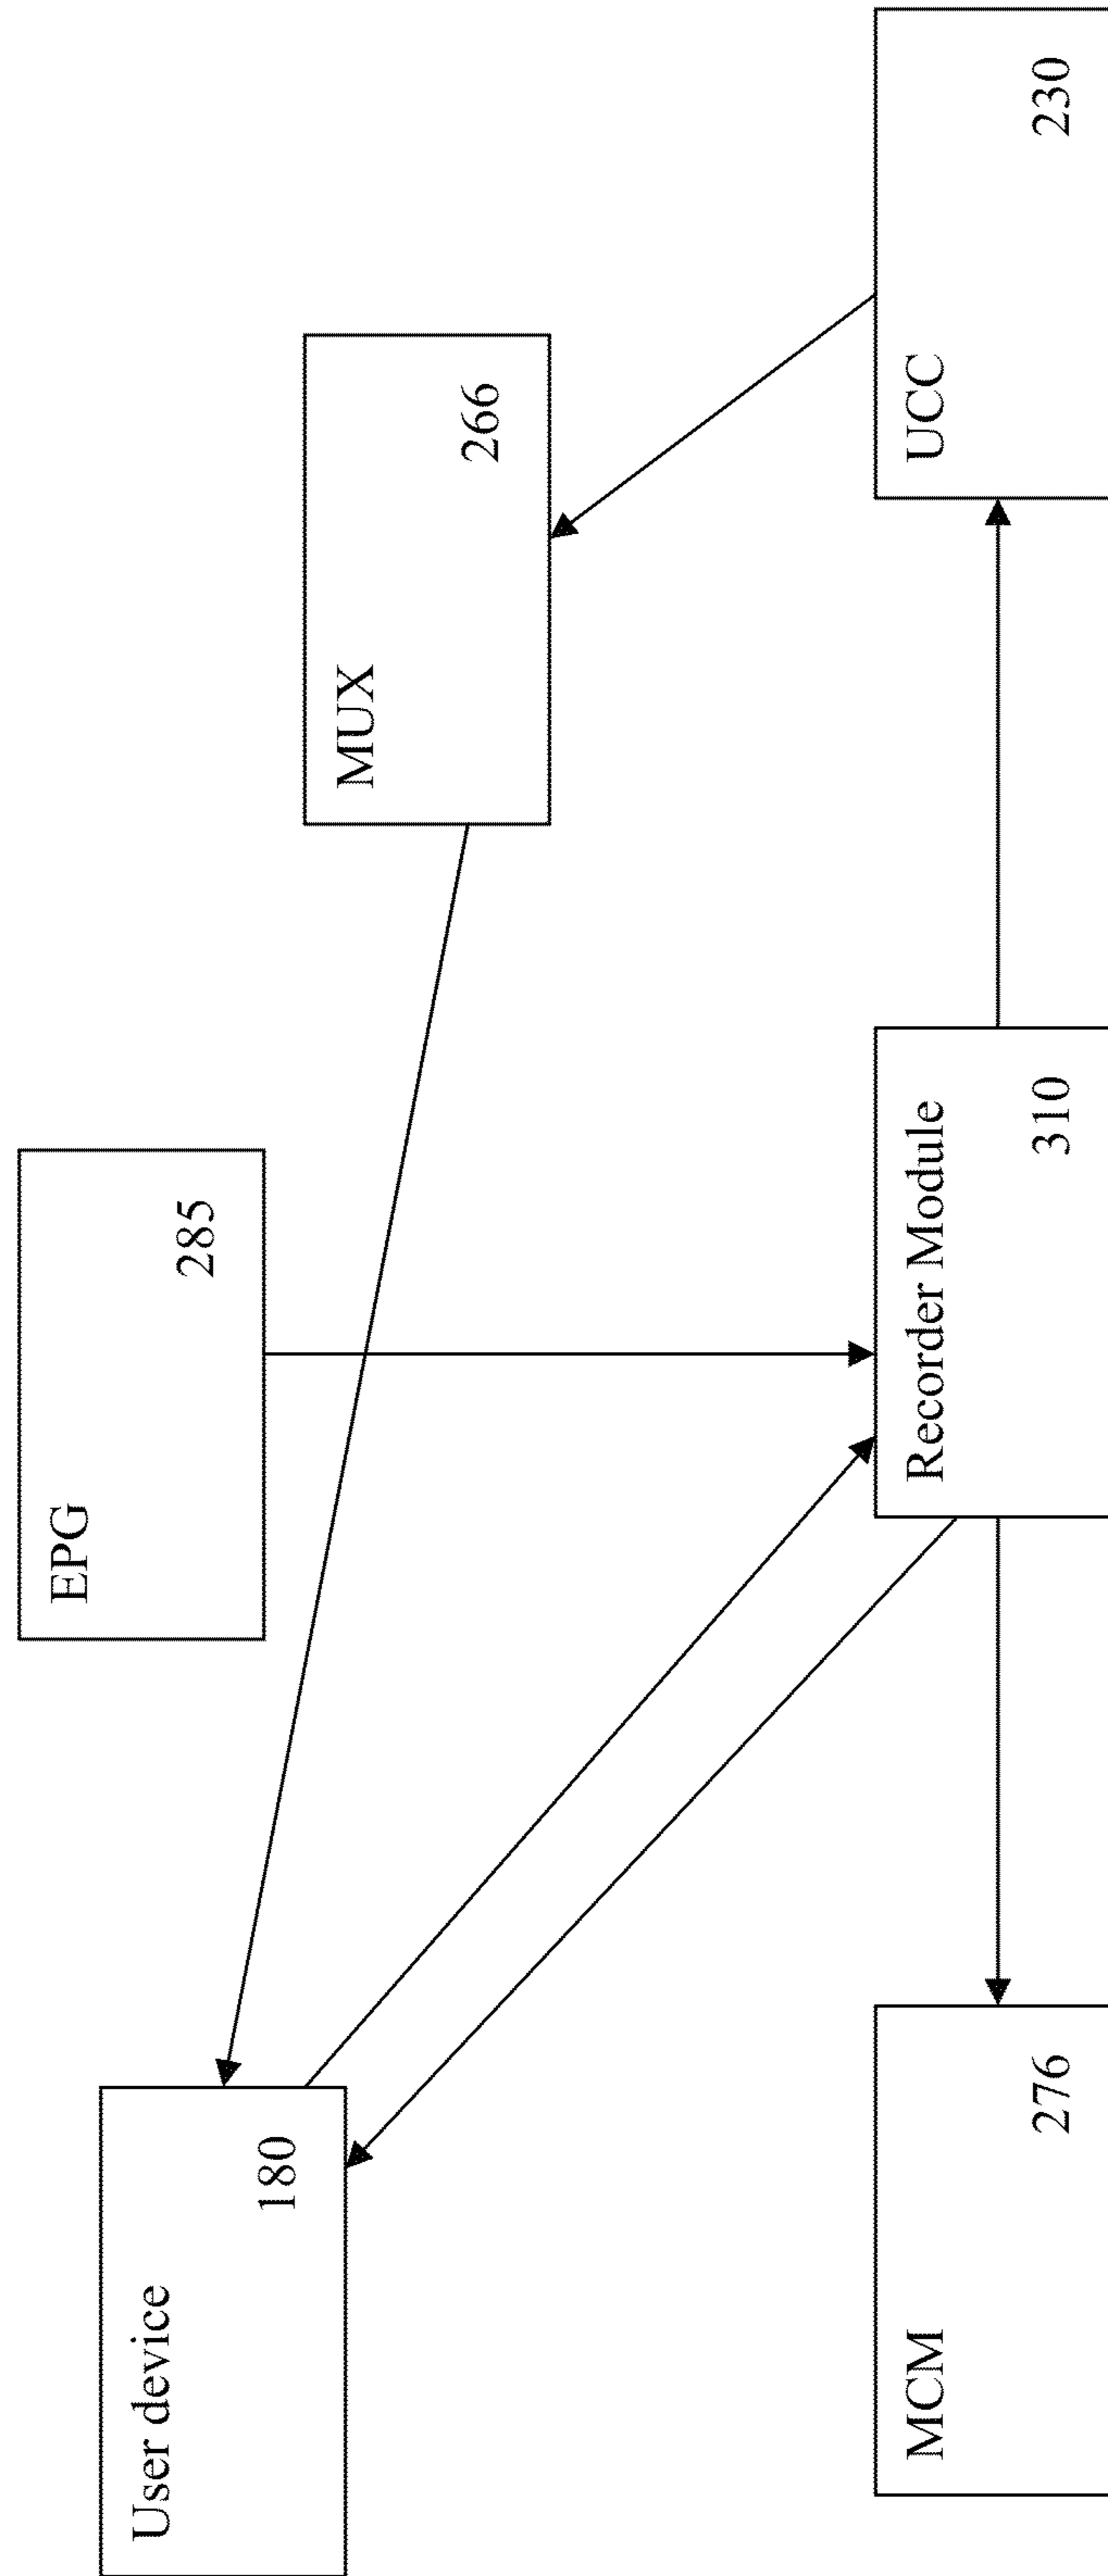 EPG
285
User device
180
MUX
266
MCM
276
Recorder Module
310
UCC
230